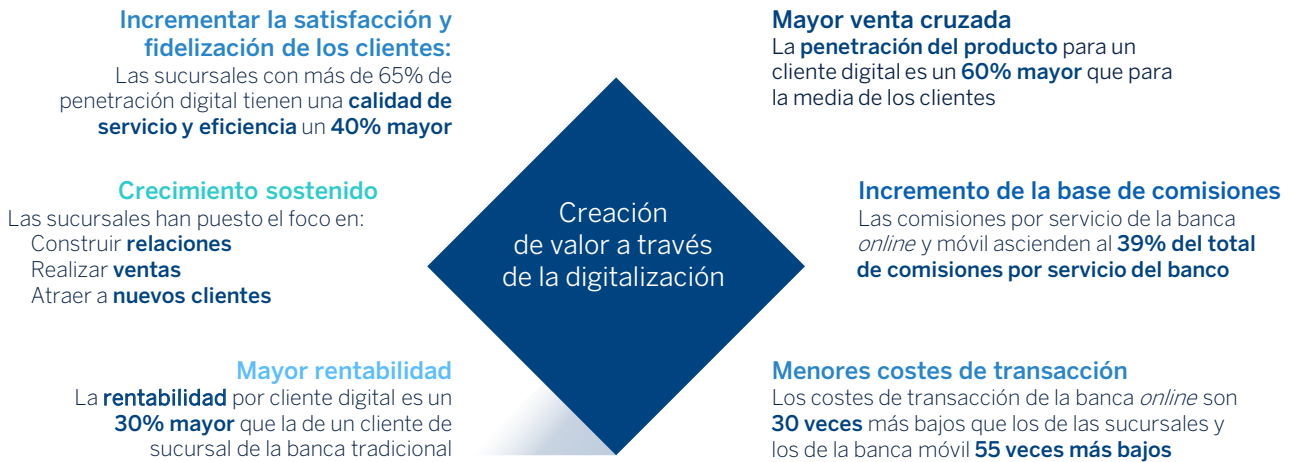 Incrementar la satisfacción y
fidelización de los clientes:
Las sucursales con más de 65% de
penetración digital tienen una calidad de
servicio y eficiencia un 40% mayor
Mayor venta cruzada
La penetración del producto para un
cliente digital es un 60% mayor que para
la media de los clientes
Crecimiento sostenido
Las sucursales han puesto el foco en:
Construir relaciones
Realizar ventas
Atraer a nuevos clientes
Creación
de valor a través
de la digitalización
Incremento de la base de comisiones
Las comisiones por servicio de la banca
online y móvil ascienden al 39% del total
de comisiones por servicio del banco
Mayor rentabilidad
La rentabilidad por cliente digital es un
30% mayor que la de un cliente de
sucursal de la banca tradicional
Menores costes de transacción
Los costes de transacción de la banca online son
30 veces más bajos que los de las sucursales y
los de la banca móvil 55 veces más bajos